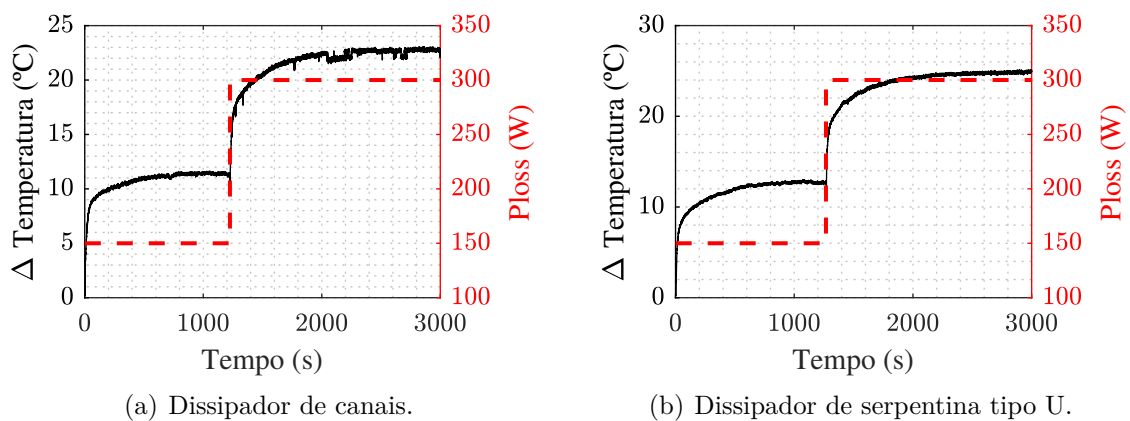 25
20
15
10
5
0
Δ Temperatura (ºC)
350
300
250
200
150
100
Ploss (W)
0 1000 2000 3000
Tempo (s)
(a) Dissipador de canais.
30
20
10
0
Δ Temperatura (ºC)
350
300
250
200
150
100
Ploss (W)
0 1000 2000 3000
Tempo (s)
(b) Dissipador de serpentina tipo U.